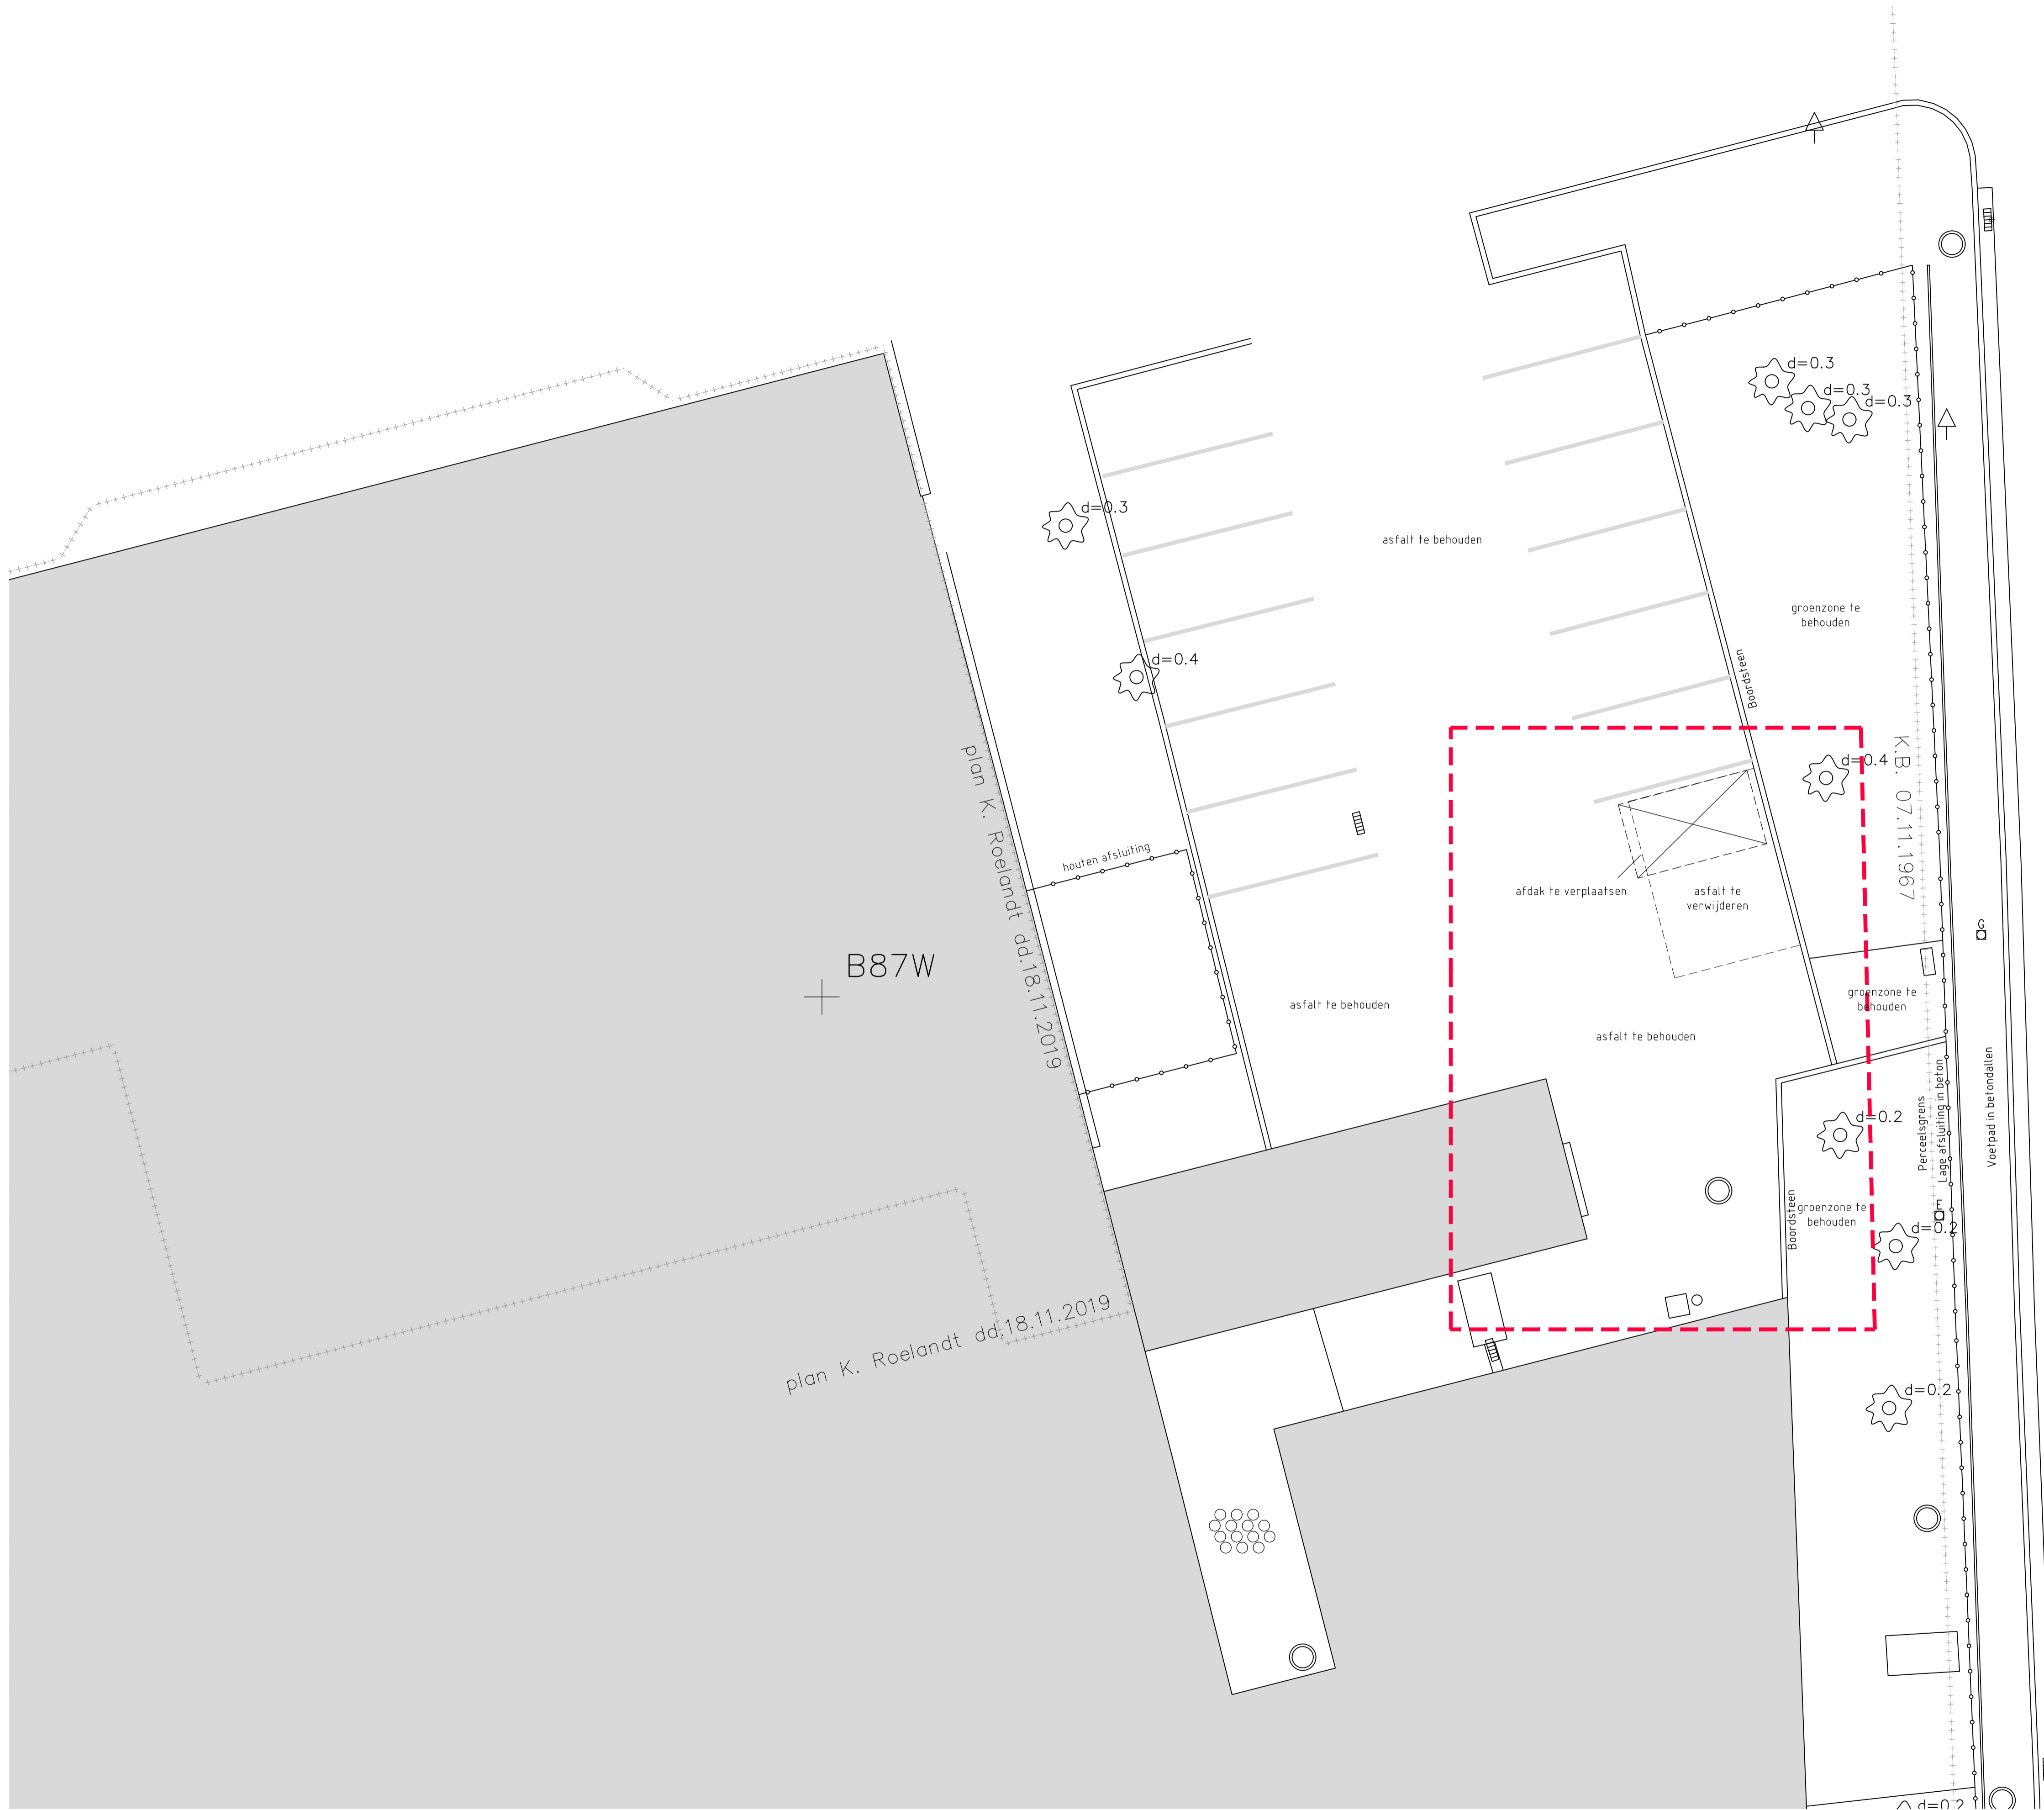 d=0.3
d=0.3
d=0.3
d=0.3
asfalt te behouden
groenzone te
behouden
d=0.4
Boordsteen
plan K. Roelandt dd.18.11.2019
K.B. 07.11.1967
d=0.4
houten afsluiting
afdak te verplaatsen
asfalt te
verwijderen
G
B87W
asfalt te behouden
groenzone te
behouden
asfalt te behouden
Perceelsgrens
Lage afsluiting in beton
Voetpad in betondallen
d=0.2
Boordsteen
groenzone te
behouden
E
d=0.2
plan K. Roelandt dd.18.11.2019
d=0.2
d=0.2